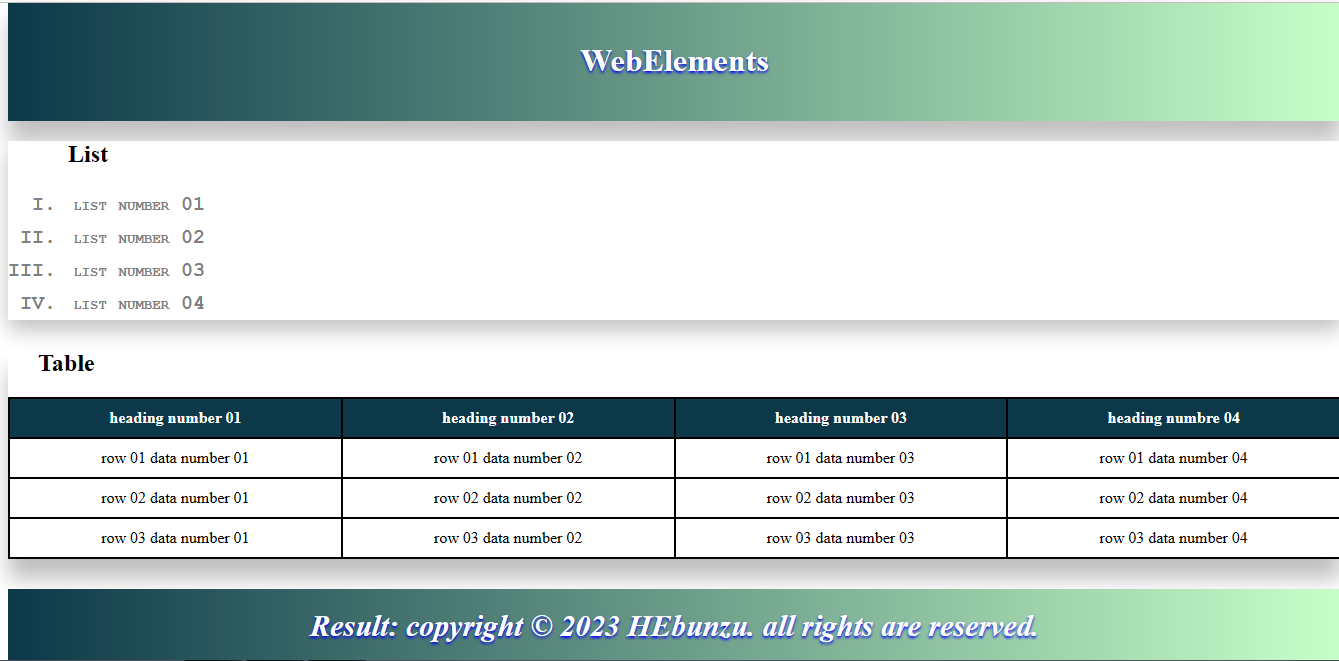 WebElements
List
I. LIST NUMBER 01
II. LIST NUMBER 02
III. LIST NUMBER 03
IV. LIST NUMBER 04
Table
heading number 01 heading numbre 02 heading number 03 heading numbre 04
row 01 data number 01 row 01 data number 02 row 01 data number 03 row 01 data number 04
row 02 data number 01 row 02 data number 02 row 02 data number 03 row 02 data number 04
row 03 data number 01 row 03 data number 02 row 03 data number 03 row 03 data number 04
Result: copyright © 2023 HEbunzu. all rights are reserved.